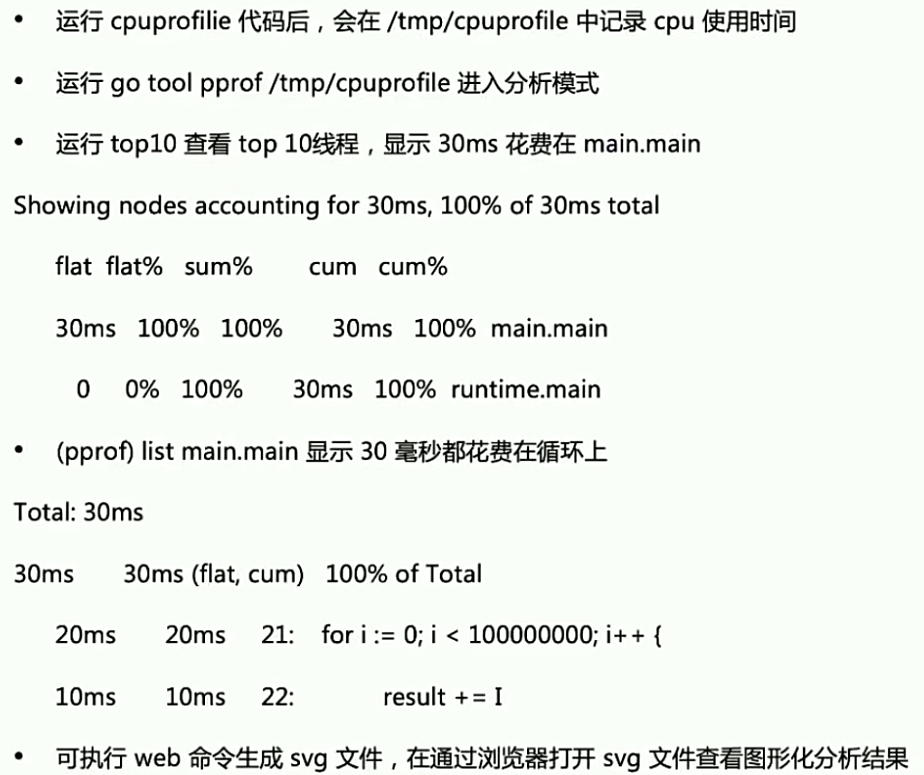 • 运行 cpuprofilie 代码后，会在 /tmp/cpuprofile 中记录 cpu 使用时间
• 运行 go tool pprof /tmp/cpuprofile 进入分析模式
• 运行 top10 查看 top 10线程，显示 30ms 花费在 main.main
Showing nodes accounting for 30ms, 100% of 30ms total
flat flat% sum% cum cum%
30ms 100% 100% 30ms 100% main.main
0 0% 100% 30ms 100% runtime.main
• (pprof) list main.main 显示 30 毫秒都花费在循环上
Total: 30ms
30ms 30ms (flat, cum) 100% of Total
20ms 20ms 21: for i := 0; i < 100000000; i++ {
10ms 10ms 22: result += I
• 可执行 web 命令生成 svg 文件，在通过浏览器打开 svg 文件查看图形化分析结果